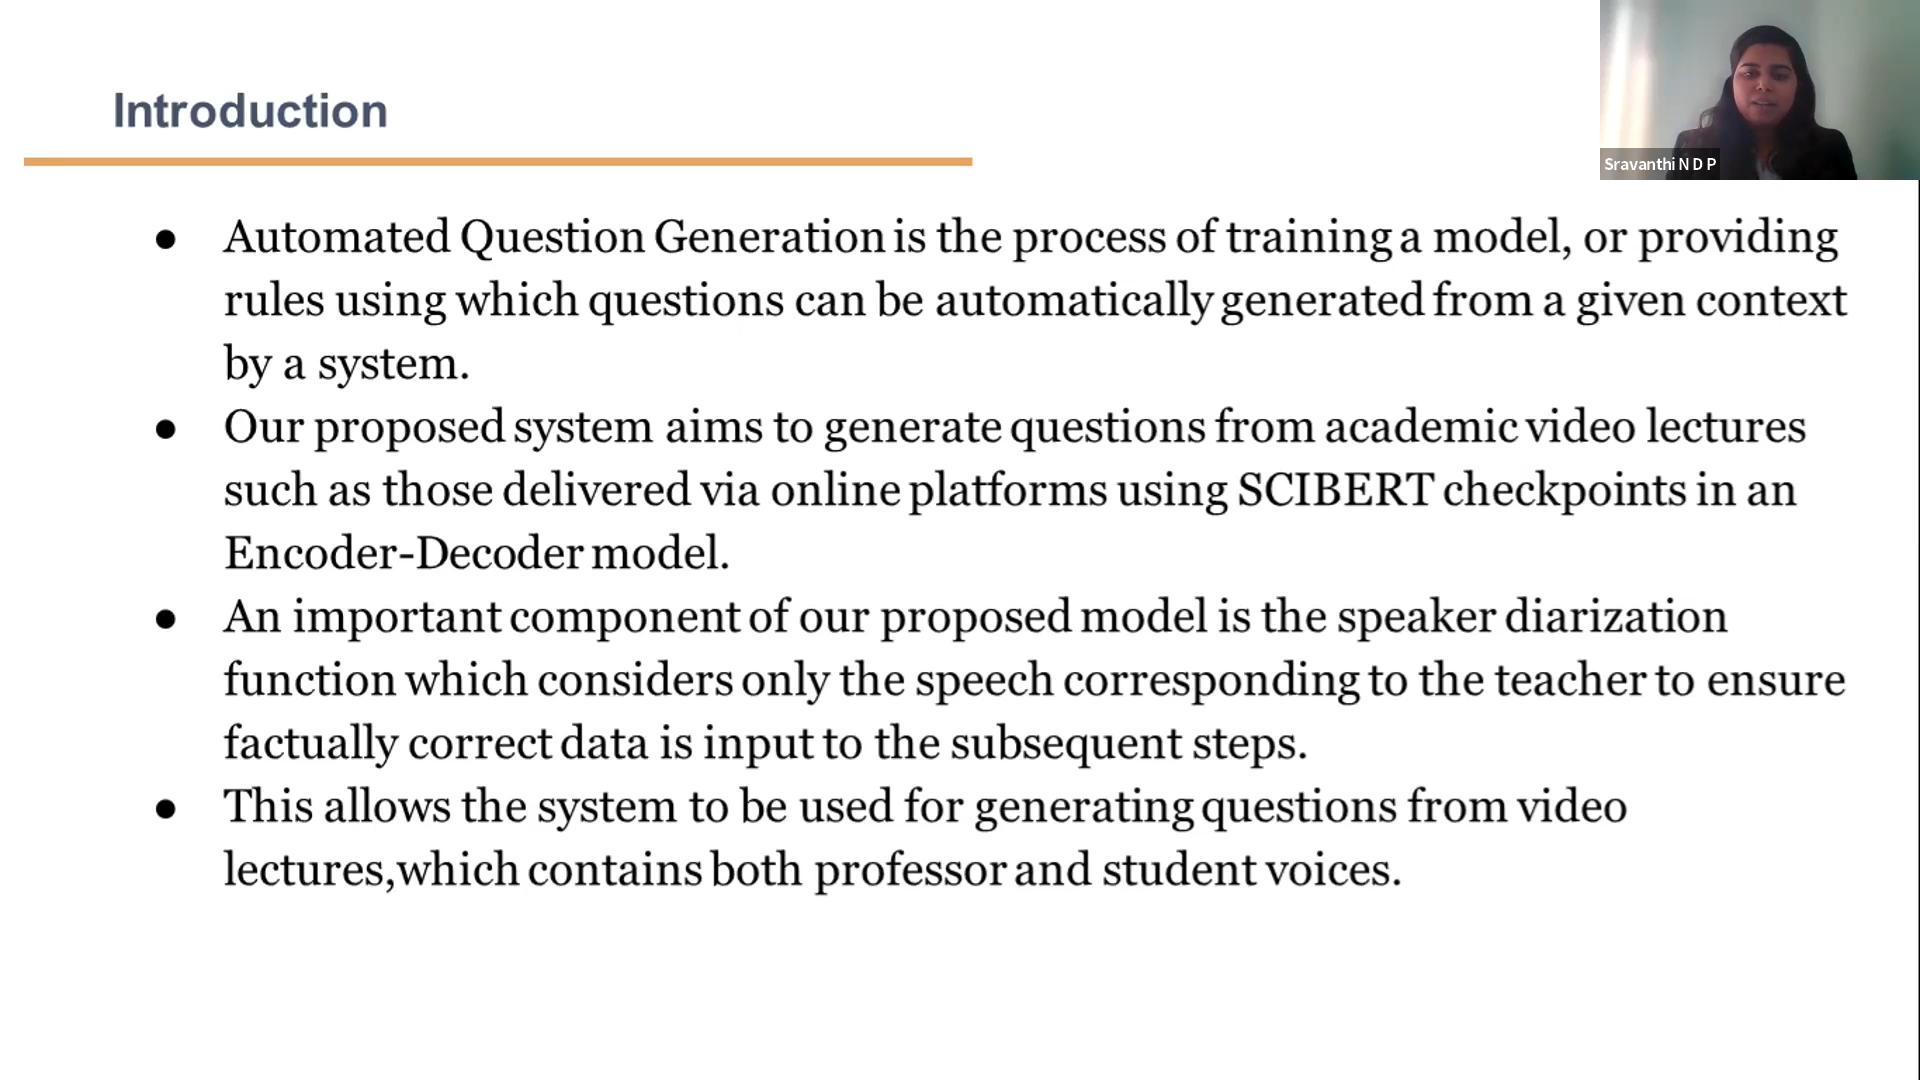 Introduction
Sravanthi N D P
● Automated Question Generation is the process of training a model, or providing
rules using which questions can be automatically generated from a given context
by a system.
● Our proposed system aims to generate questions from academic video lectures
such as those delivered via online platforms using SCIBERT checkpoints in an
Encoder-Decoder model.
● An important component of our proposed model is the speaker diarization
function which considers only the speech corresponding to the teacher to ensure
factually correct data is input to the subsequent steps.
● This allows the system to be used for generating questions from video
lectures,which contains both professor and student voices.